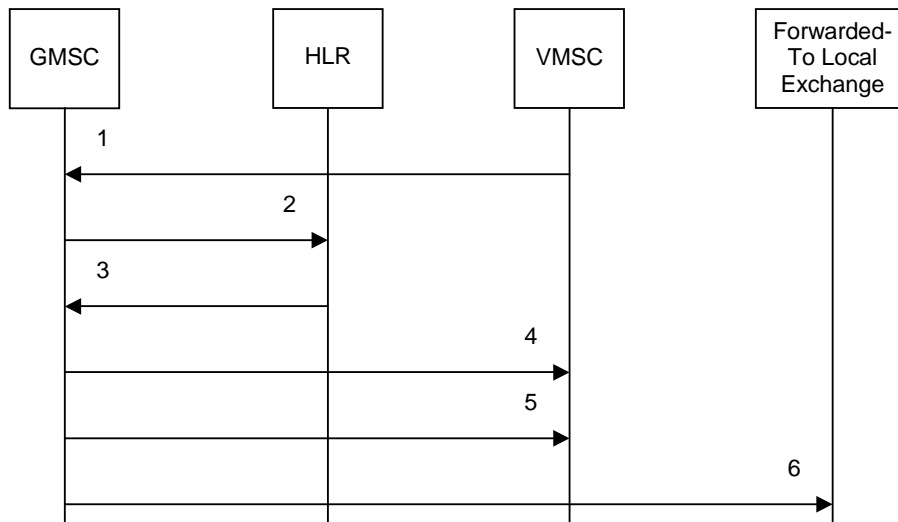 GMSC
HLR
VMSC
Forwarded-
To Local
Exchange
1
2
3
4
5
6